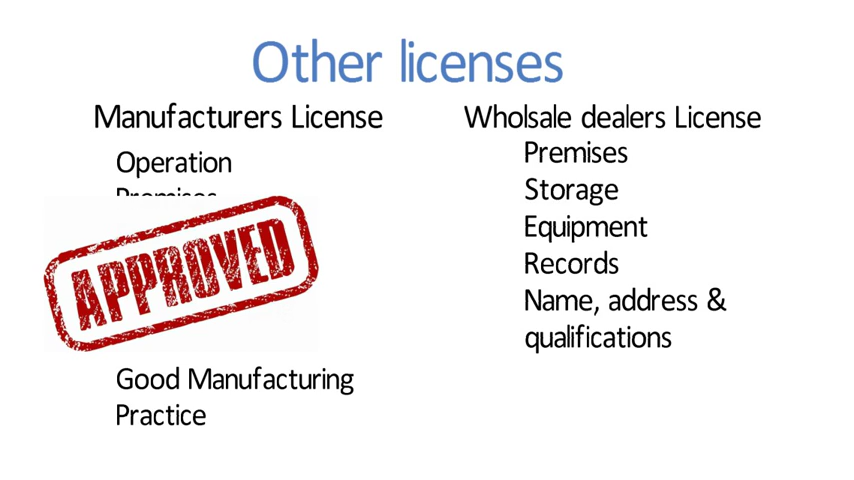 Other licenses
Manufacturers License
Operation
Premises
APPROVED
Good Manufacturing
Practice
Wholsale dealers License
Premises
Storage
Equipment
Records
Name, address &
qualifications